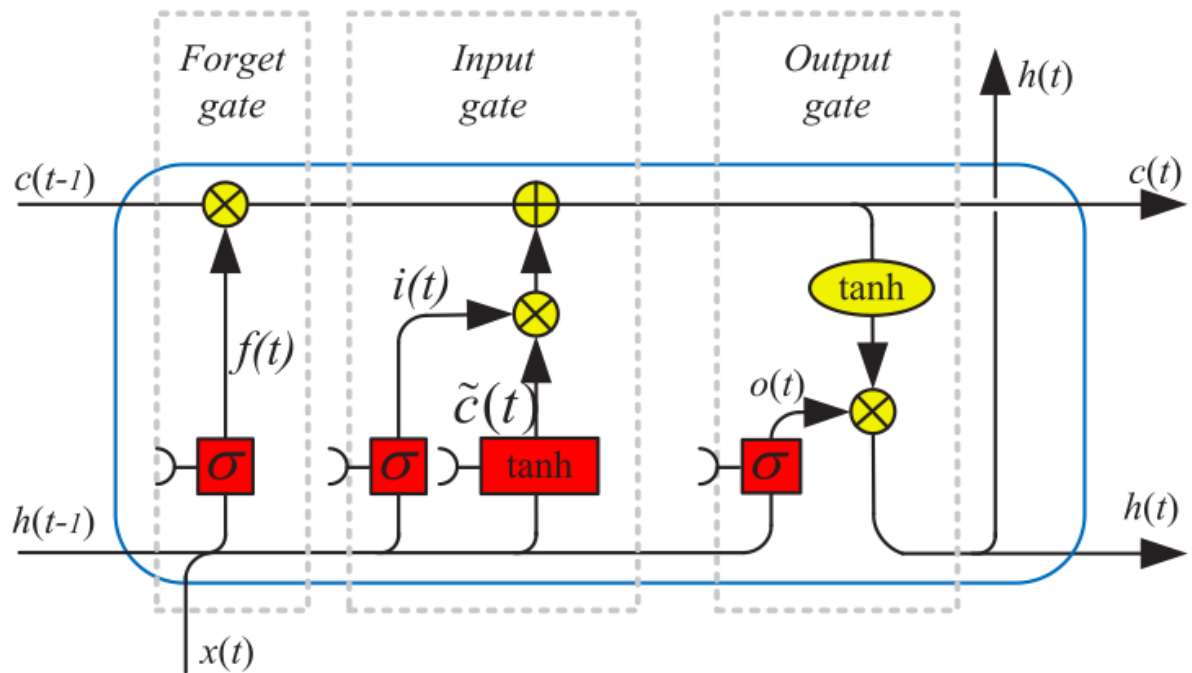 Forget
gate
Input
gate
Output
gate
h(t)
c(t-1)
c(t)
tanh
i(t)
f(t)
o(t)
c̃(t)
σ
σ
tanh
σ
h(t-1)
h(t)
x(t)